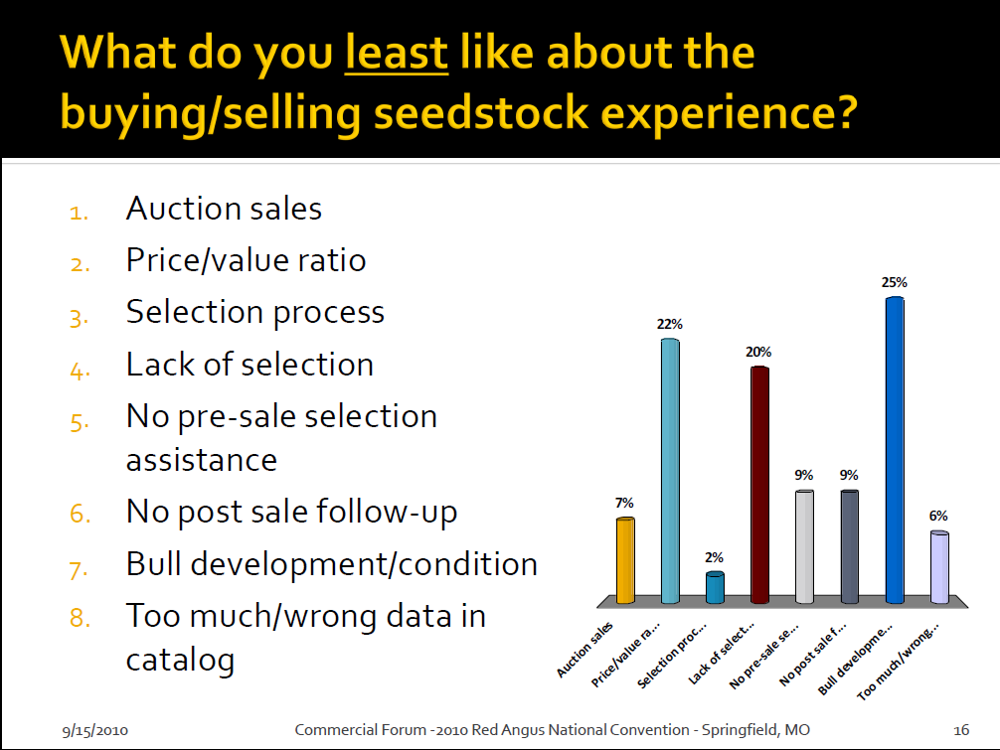 What do you least like about the
buying/selling seedstock experience?
1. Auction sales
2. Price/value ratio
3. Selection process
4. Lack of selection
5. No pre-sale selection
assistance
6. No post sale follow-up
7. Bull development/condition
8. Too much/wrong data in
catalog
7%
22%
2%
20%
9%
9%
25%
6%
Auction sales
Price/value ra...
Selection proc...
Lack of select...
No pre-sale se...
No post sale f...
Bull developme...
Too much/wrong...
9/15/2010
Commercial Forum -2010 Red Angus National Convention - Springfield, MO
16